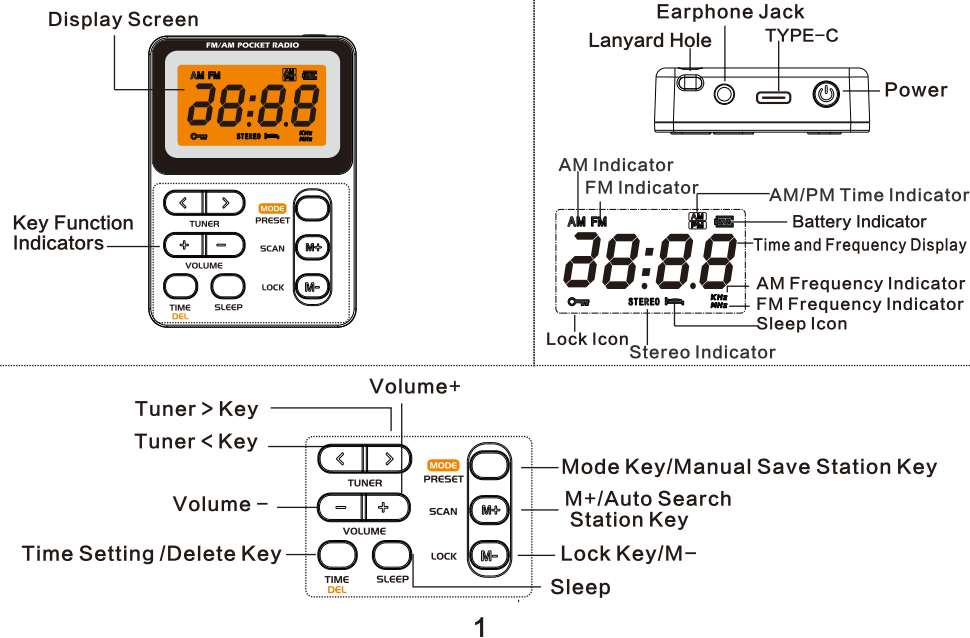 Display Screen
FM/AM POCKET RADIO
AM FM
AM
PM
28:8.8
STEREO
KHz
MHz
Key Function
Indicators
TUNER
VOLUME
TIME
DEL
SLEEP
MODE
PRESET
SCAN
LOCK
M+
M-
Earphone Jack
Lanyard Hole
TYPE-C
Power
AM Indicator
FM Indicator
AM/PM Time Indicator
Battery Indicator
Time and Frequency Display
AM Frequency Indicator
FM Frequency Indicator
Sleep Icon
Lock Icon
Stereo Indicator
AM FM
AM
PM
28:8.8
STEREO
KHz
MHz
Volume+
Tuner > Key
Tuner < Key
Volume -
Time Setting /Delete Key
TUNER
VOLUME
TIME
DEL
SLEEP
MODE
PRESET
SCAN
LOCK
M+
M-
Mode Key/Manual Save Station Key
M+/Auto Search
Station Key
Lock Key/M-
Sleep
1